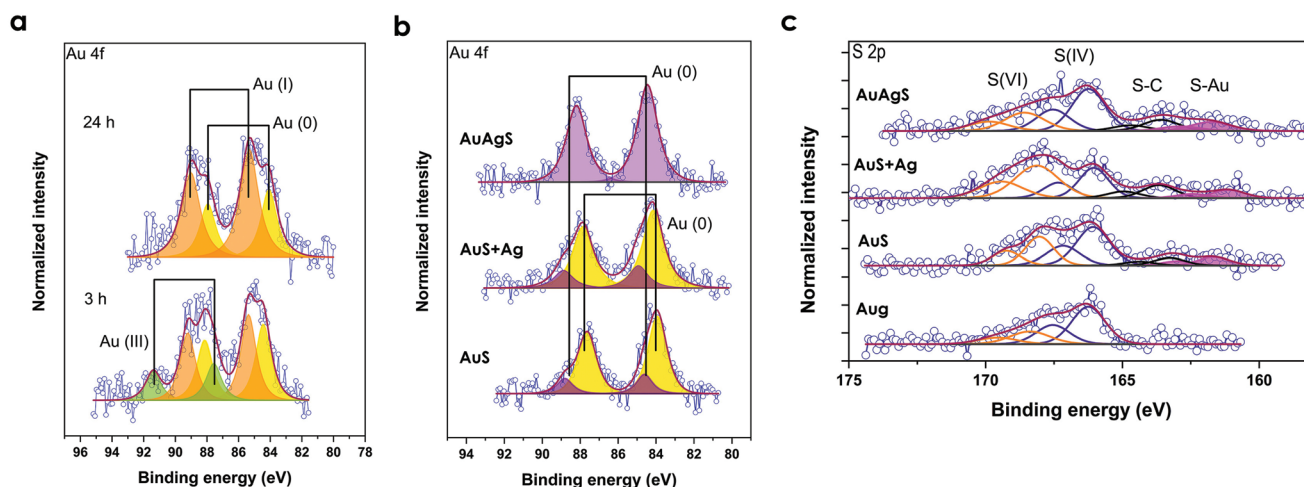 a
Au 4f
Au (I)
24 h
Au (0)
3 h
Au (III)
Normalized intensity
96 94 92 90 88 86 84 82 80 78
Binding energy (eV)
b
Au 4f
Au (0)
AuAgS
Au (0)
AuS+Ag
AuS
Normalized intensity
94 92 90 88 86 84 82 80
Binding energy (eV)
c
S 2p
S(IV)
S(VI)
S-C
S-Au
AuAgS
AuS+Ag
AuS
Aug
Normalized intensity
175 170 165 160
Binding energy (eV)